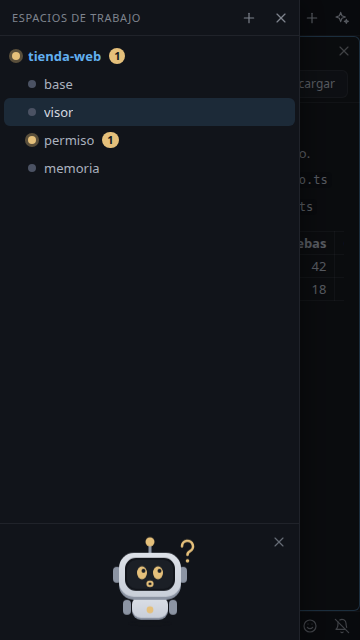 ESPACIOS DE TRABAJO
tienda-web 1
base
visor
permiso 1
memoria
cargar
o.
o.ts
ts
ebas
42
18
?